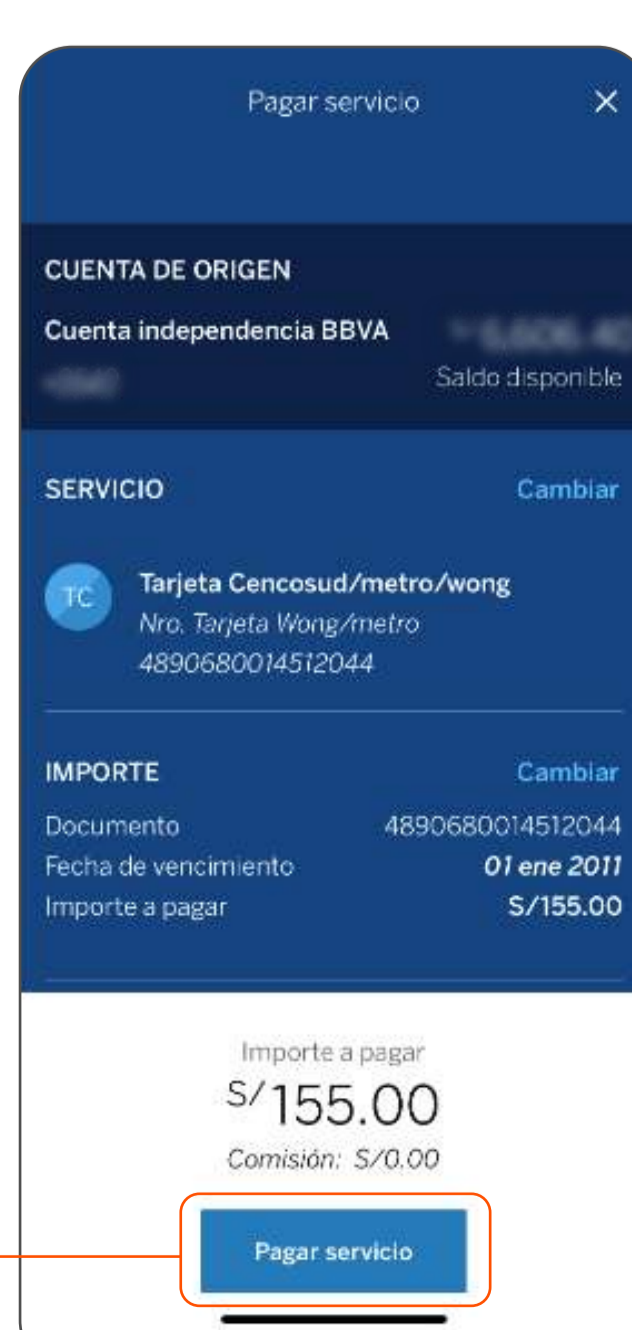 Pagar servicio
CUENTA DE ORIGEN
Cuenta independencia BBVA
Saldo disponible
SERVICIO Cambiar
TC Tarjeta Cencosud/metro/wong
Nro. Tarjeta Wong/metro
4890680014512044
IMPORTE Cambiar
Documento 4890680014512044
Fecha de vencimiento 01 ene 2011
Importe a pagar S/155.00
Importe a pagar
S/155.00
Comisión: S/0.00
Pagar servicio